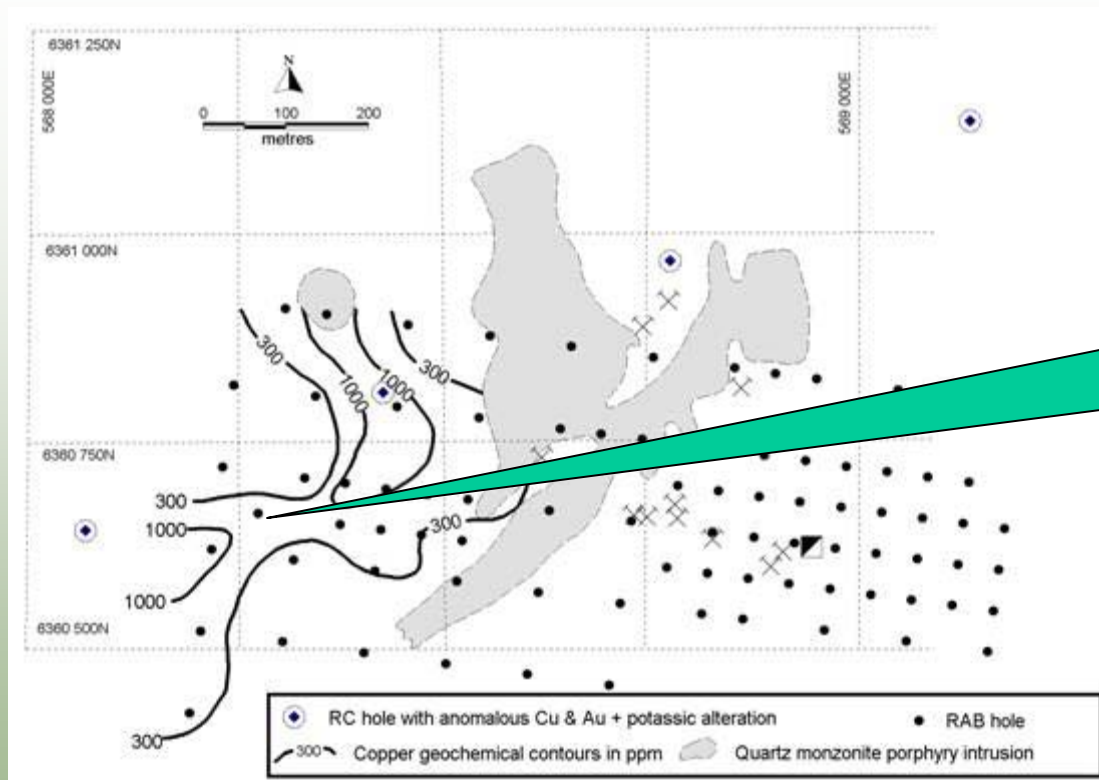 6361 250N
568 000E
N
0 100 200
metres
569 000E
6361 000N
300
1000
1000
300
6360 750N
300
1000
300
1000
6360 500N
300
RC hole with anomalous Cu & Au + potassic alteration
RAB hole
300 Copper geochemical contours in ppm
Quartz monzonite porphyry intrusion